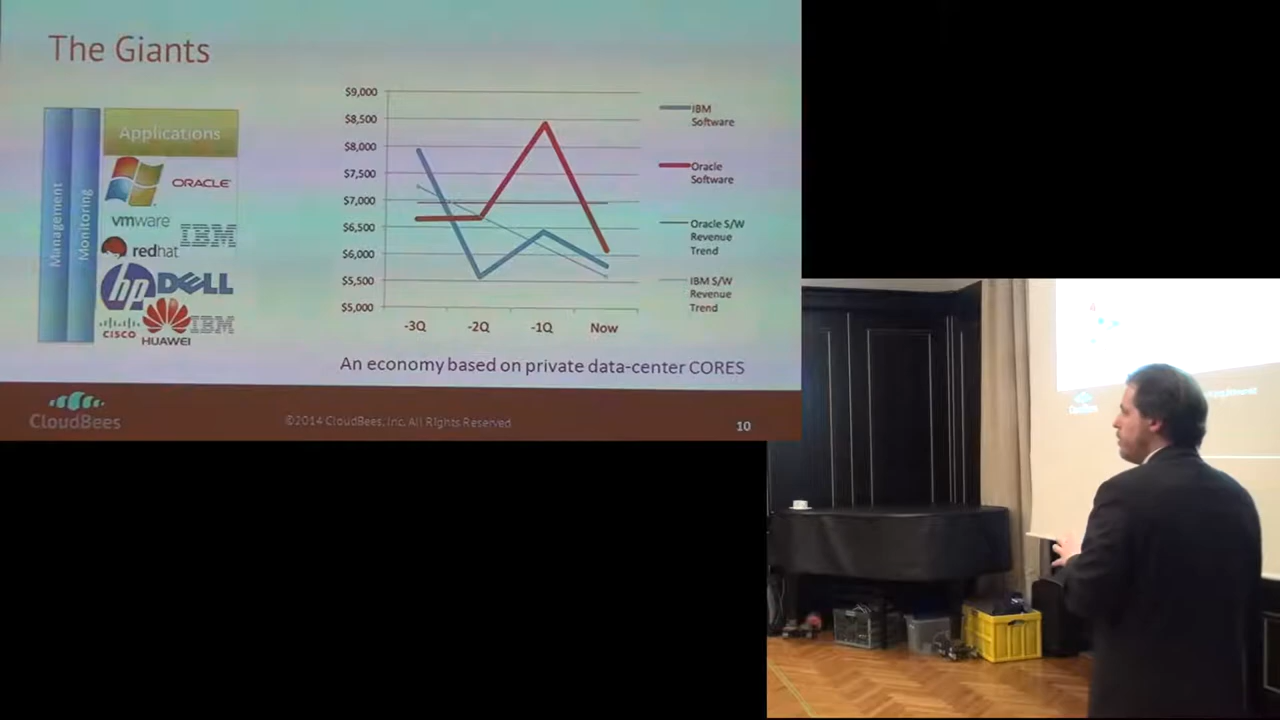 The Giants
Applications
Management
Monitoring
ORACLE
vmware
IBM
redhat
hp
DELL
CISCO
HUAWEI
IBM
$9,000
$8,500
$8,000
$7,500
$7,000
$6,500
$6,000
$5,500
$5,000
-3Q
-2Q
-1Q
Now
IBM
Software
Oracle
Software
Oracle S/W
Revenue
Trend
IBM S/W
Revenue
Trend
An economy based on private data-center CORES
CloudBees
©2014 CloudBees, Inc. All Rights Reserved
10
CloudBees